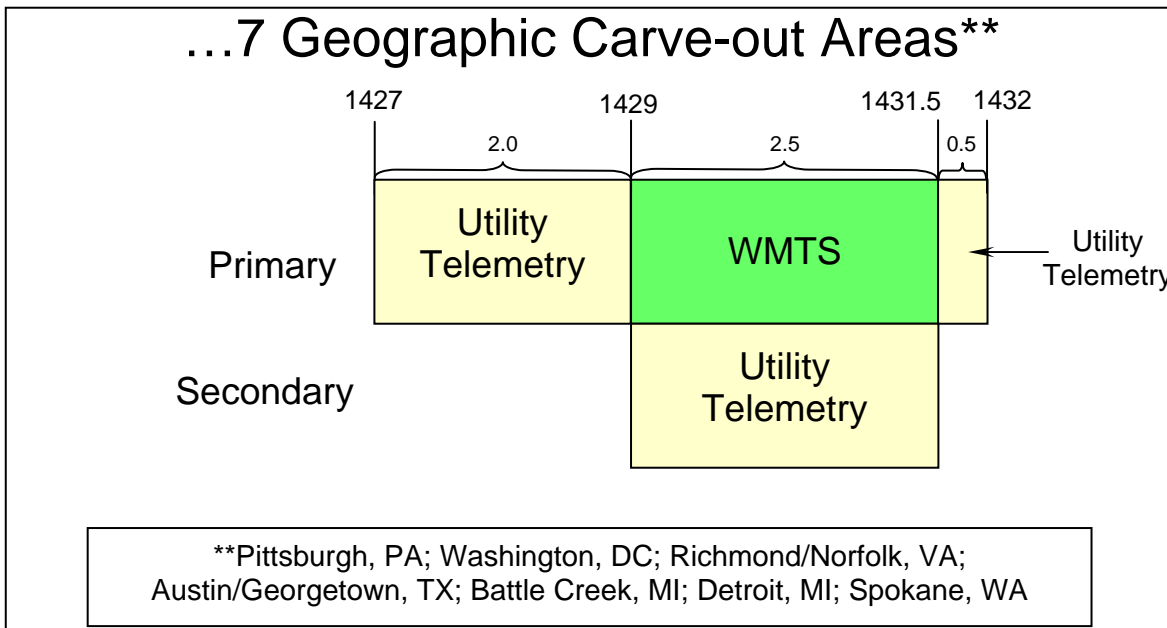 …7 Geographic Carve-out Areas**
1427
1429
1431.5
1432
2.0
2.5
0.5
Primary
Utility
Telemetry
WMTS
Utility
Telemetry
Secondary
Utility
Telemetry
**Pittsburgh, PA; Washington, DC; Richmond/Norfolk, VA;
Austin/Georgetown, TX; Battle Creek, MI; Detroit, MI; Spokane, WA